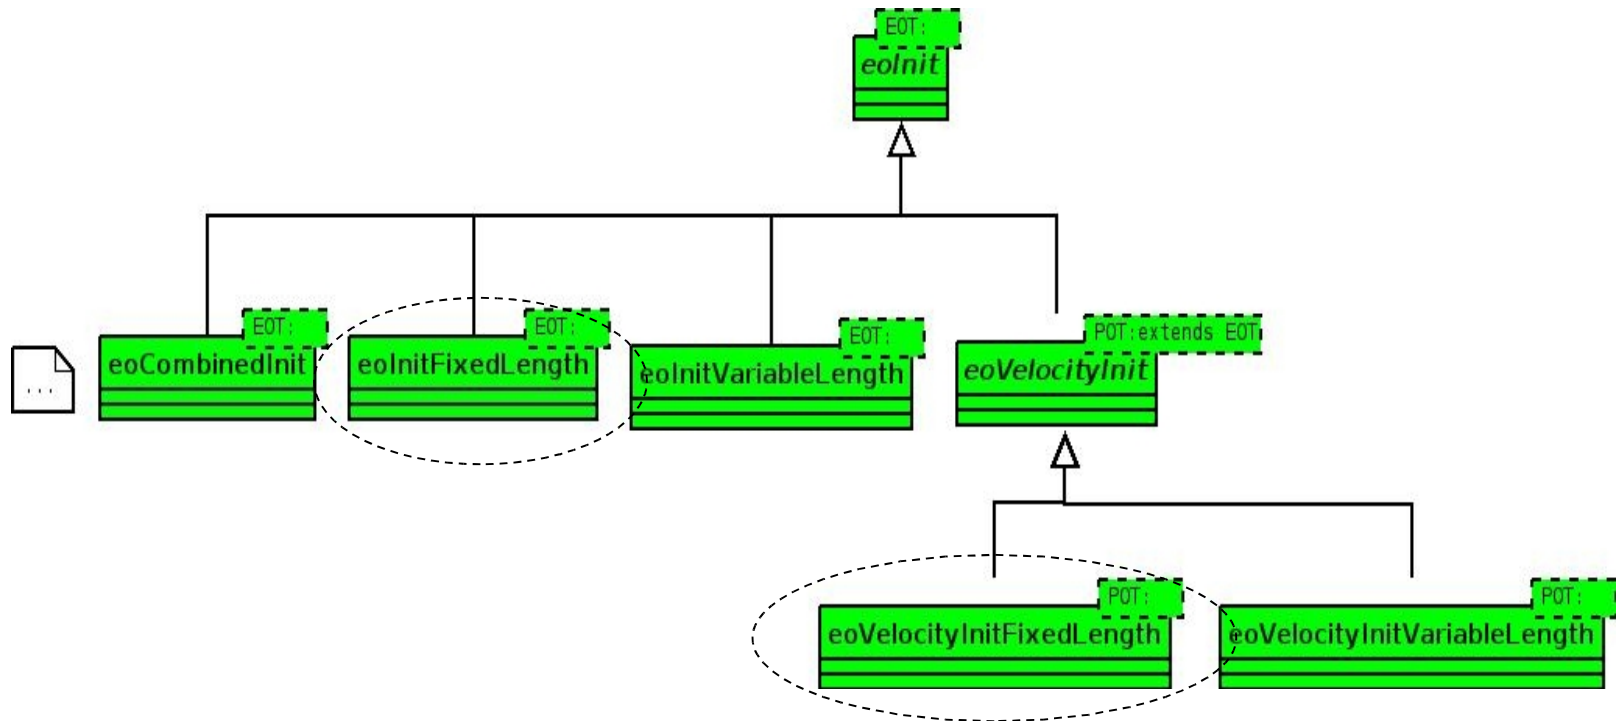 EOT:
eoInit
EOT:
eoCombinedInit
EOT:
eoInitFixedLength
EOT:
eoInitVariableLength
POT:extends EOT
eoVelocityInit
...
POT:
eoVelocityInitFixedLength
POT:
eoVelocityInitVariableLength